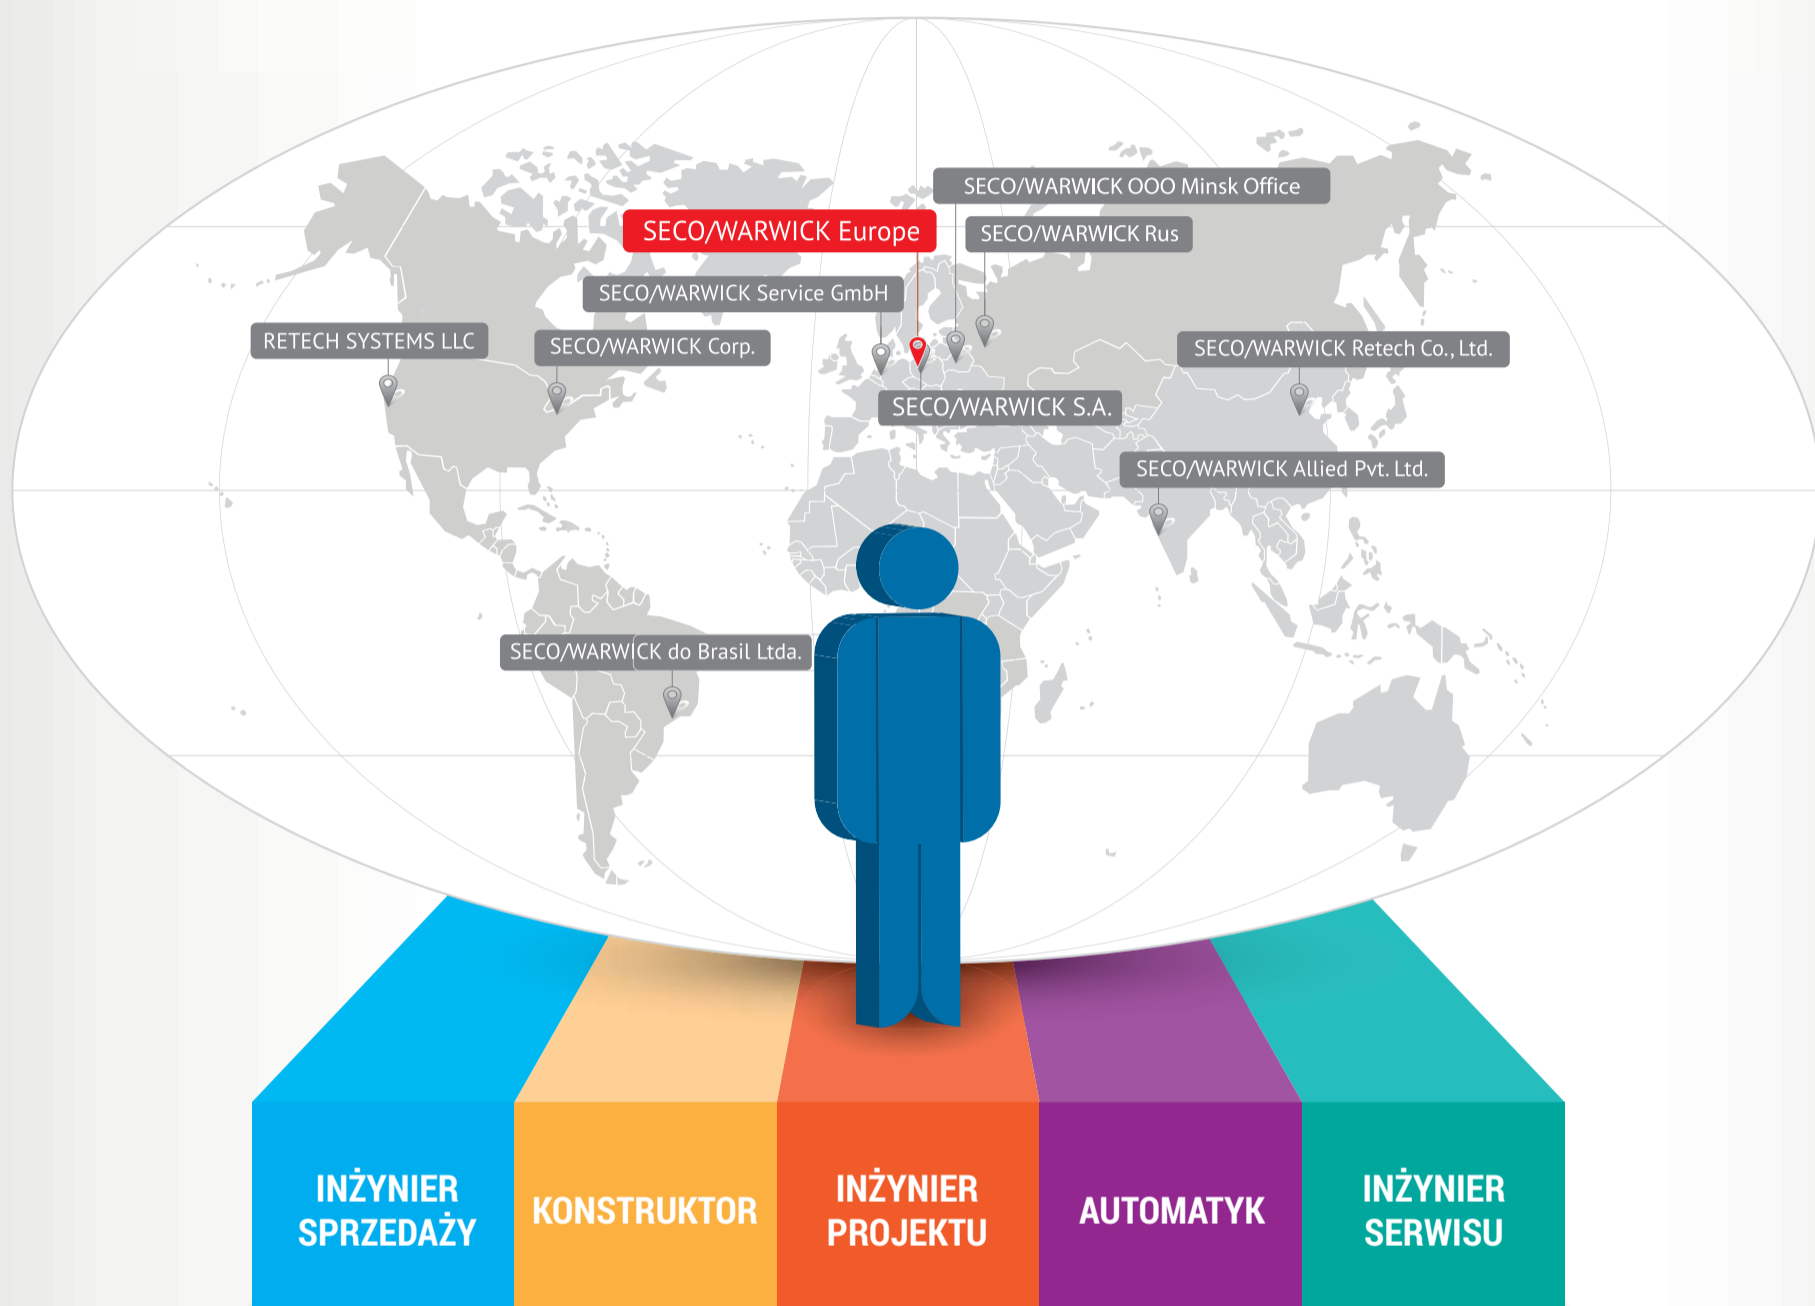 SECO/WARWICK OOO Minsk Office
SECO/WARWICK Europe
SECO/WARWICK Rus
SECO/WARWICK Service GmbH
RETECH SYSTEMS LLC
SECO/WARWICK Corp.
SECO/WARWICK Retech Co., Ltd.
SECO/WARWICK S.A.
SECO/WARWICK Allied Pvt. Ltd.
SECO/WARWICK do Brasil Ltda.
INŻYNIER
SPRZEDAŻY
KONSTRUKTOR
INŻYNIER
PROJEKTU
AUTOMATYK
INŻYNIER
SERWISU